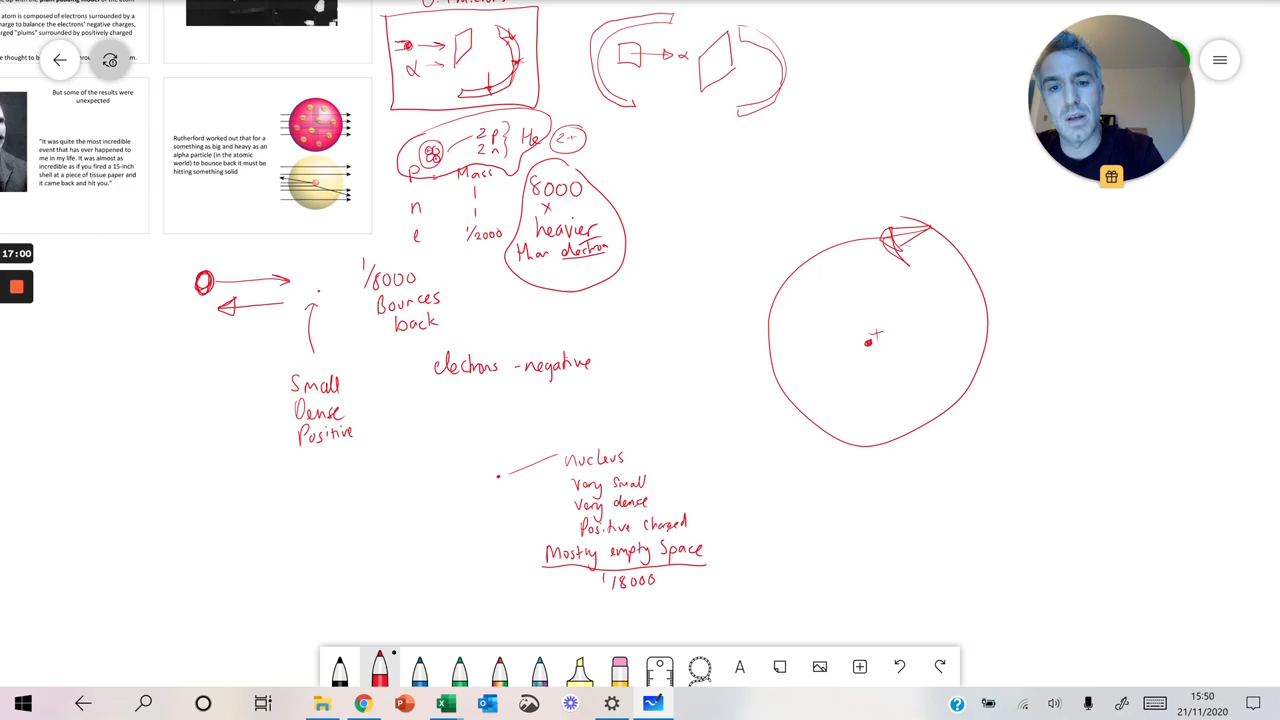 atom is composed of electrons surrounded by a
arge to balance the electrons' negative charges,
rged "plums" surrounded by positively charged
But some of the results were
unexpected
"It was quite the most incredible
event that has ever happened to
me in my life. It was almost as
incredible as if you fired a 15-inch
shell at a piece of tissue paper and
it came back and hit you."
Rutherford worked out that for a
something as big and heavy as an
alpha particle (in the atomic
world) to bounce back it must be
hitting something solid
α
α
2p
2n
He
2+
P = Mass
1
n 1
e 1/2000
8000
x
heavier
than electron
17:00
1/8000
Bounces
back
Small
Dense
Positive
electrons - negative
+
nucleus
very small
very dense
Positive Charged
Mostly empty Space
1/8000
A
15:50
21/11/2020